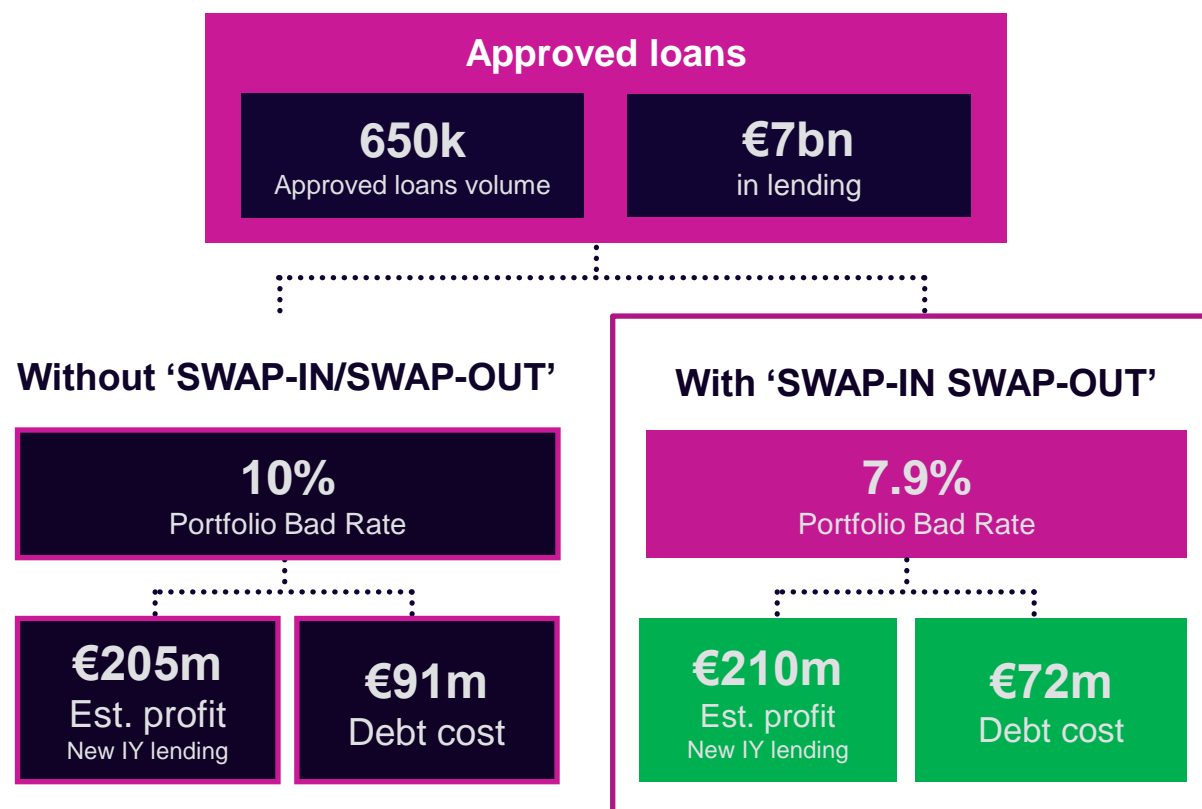 Approved loans
650k
Approved loans volume
€7bn
in lending
Without ‘SWAP-IN/SWAP-OUT’
10%
Portfolio Bad Rate
€205m
Est. profit
New IY lending
€91m
Debt cost
With ‘SWAP-IN SWAP-OUT’
7.9%
Portfolio Bad Rate
€210m
Est. profit
New IY lending
€72m
Debt cost